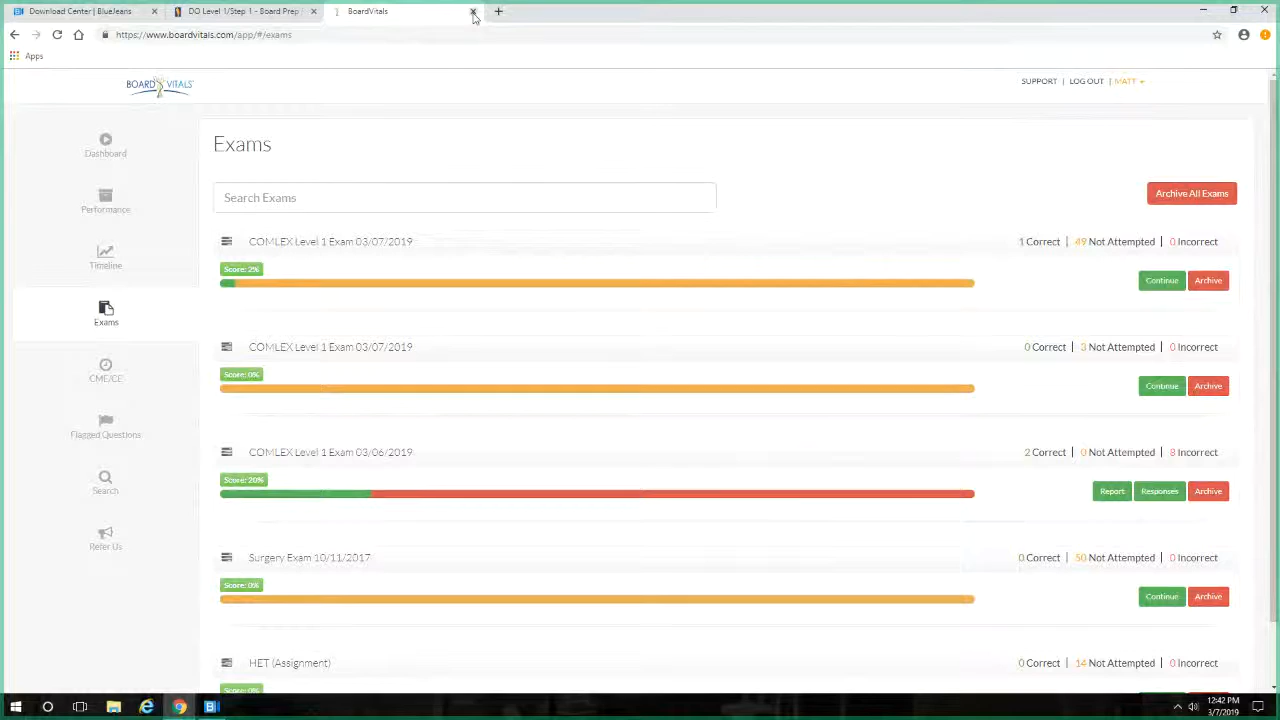 Download Center | BlueJeans
DO Level 1/Step 1 - Board Prep
BoardVitals
https://www.boardvitals.com/app/#/exams
Apps
BOARD VITALS
SUPPORT | LOG OUT | MATT
Dashboard
Performance
Timeline
Exams
CME/CE
Flagged Questions
Search
Refer Us
Exams
Search Exams
Archive All Exams
COMLEX Level 1 Exam 03/07/2019
1 Correct | 49 Not Attempted | 0 Incorrect
Score: 2%
Continue Archive
COMLEX Level 1 Exam 03/07/2019
0 Correct | 3 Not Attempted | 0 Incorrect
Score: 0%
Continue Archive
COMLEX Level 1 Exam 03/06/2019
2 Correct | 0 Not Attempted | 8 Incorrect
Score: 20%
Report Responses Archive
Surgery Exam 10/11/2017
0 Correct | 50 Not Attempted | 0 Incorrect
Score: 0%
Continue Archive
HET (Assignment)
0 Correct | 14 Not Attempted | 0 Incorrect
Score: 0%
12:42 PM
3/7/2019